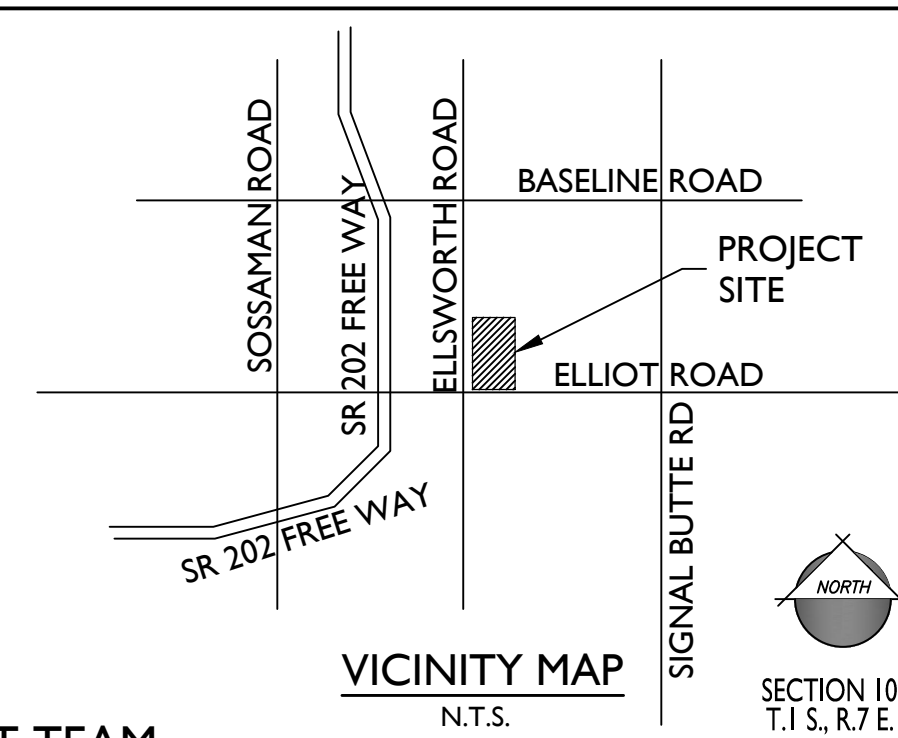 SOSSAMAN ROAD
SR 202 FREE WAY
ELLSWORTH ROAD
BASELINE ROAD
PROJECT
SITE
ELLIOT ROAD
SR 202 FREE WAY
SIGNAL BUTTE RD
NORTH
VICINITY MAP
N.T.S.
SECTION 10
T.1 S., R.7 E.
TEAM